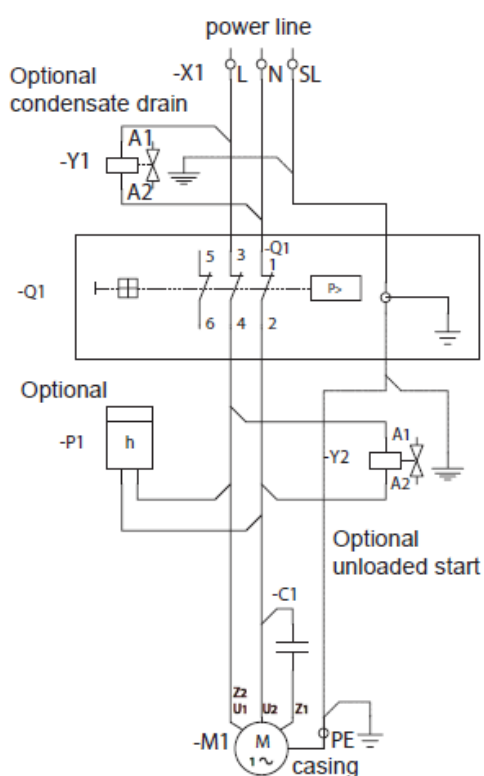 power line
-X1 L N SL
Optional
condensate drain
A1
-Y1
A2
-Q1
5 3 1
-Q1 P>
6 4 2
Optional
-P1 h
A1
-Y2
A2
Optional
unloaded start
-C1
Z2
U1 U2 Z1
-M1 M PE
1~
casing